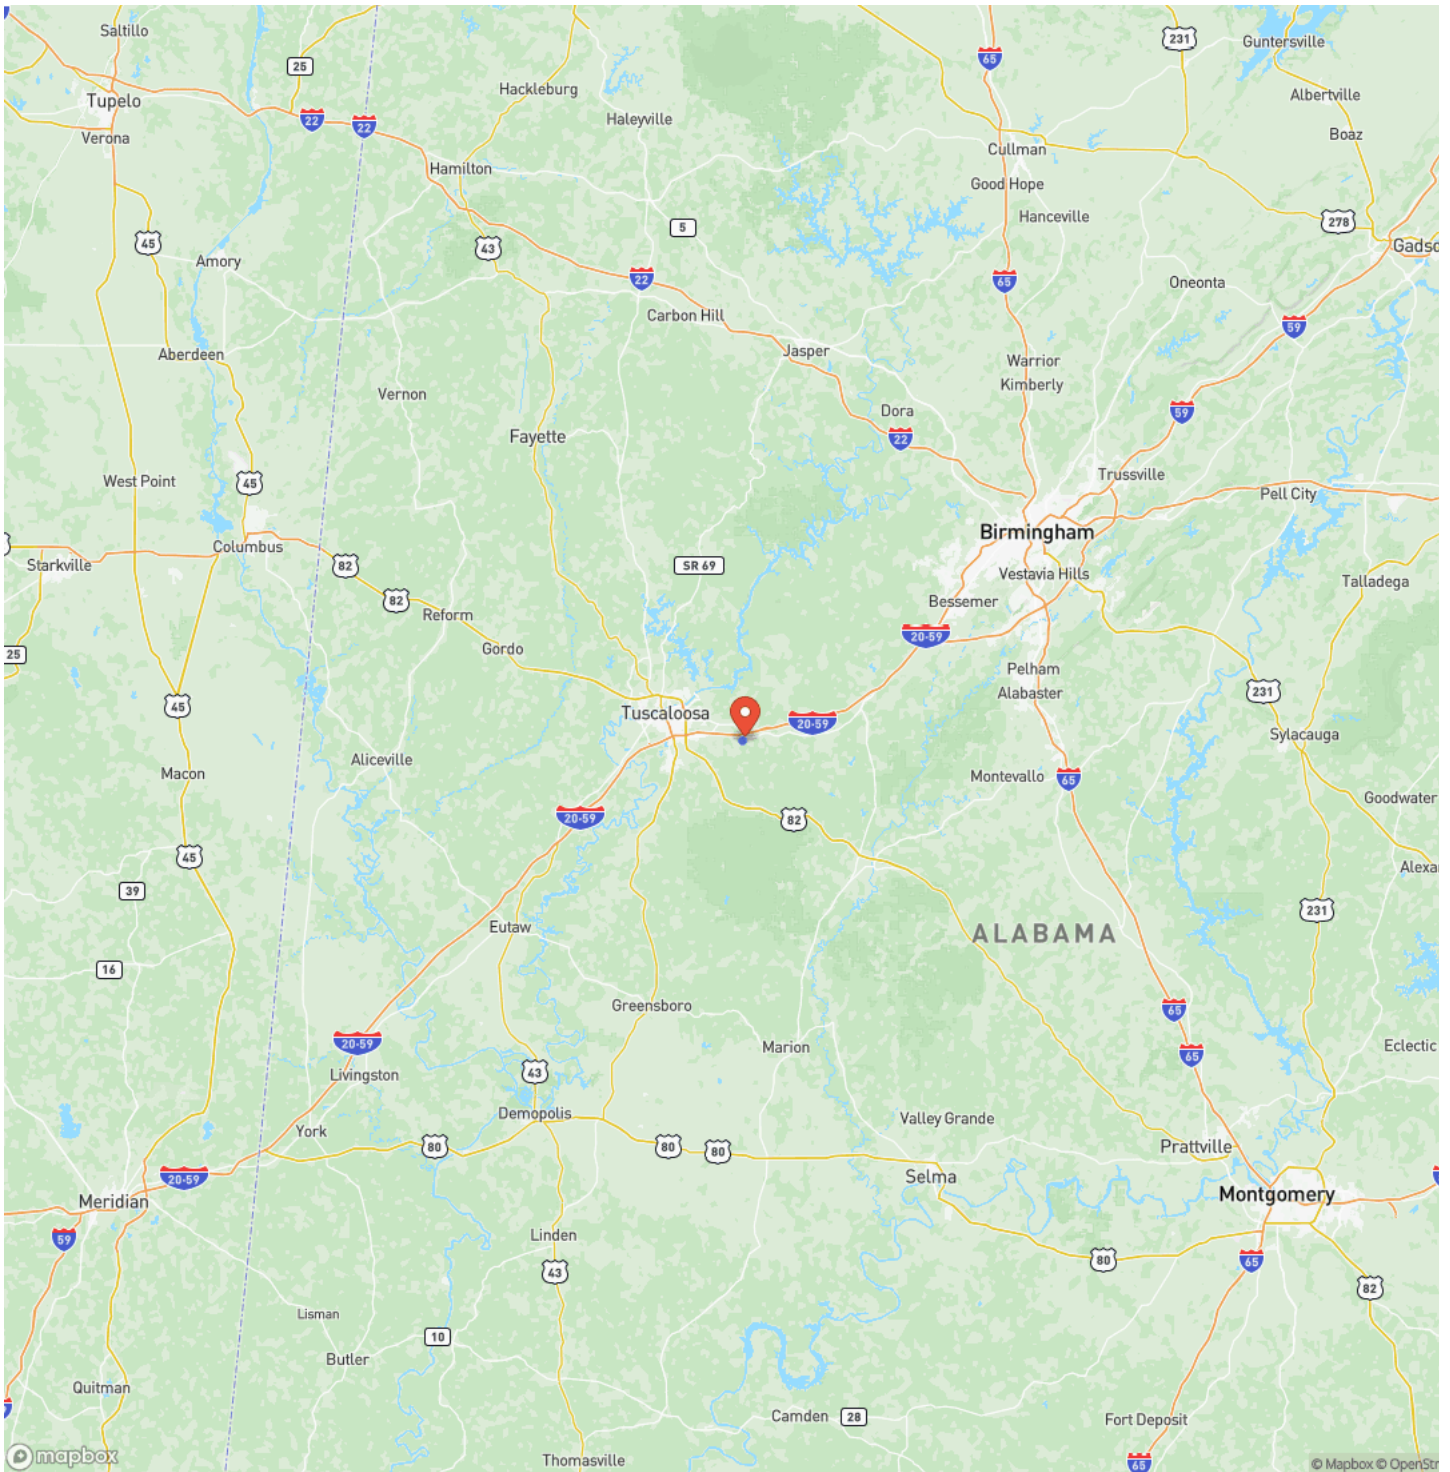 Saltillo
231
Guntersville
65
25
Hackleburg
Albertville
Tupelo
22
22
Haleyville
Boaz
Verona
Cullman
Hamilton
Good Hope
5
Hanceville
278
45
43
Gadsd
Amory
22
65
Oneonta
Carbon Hill
59
Aberdeen
Jasper
Warrior
Kimberly
Vernon
Dora
59
Fayette
22
West Point
45
Trussville
Pell City
Birmingham
Columbus
Starkville
82
SR 69
Vestavia Hills
Talladega
82
Reform
Bessemer
20-59
25
Gordo
Pelham
Alabaster
231
45
Tuscaloosa
20-59
Sylacauga
Aliceville
Macon
Montevallo
65
20-59
82
Goodwater
45
39
Alexa
Eutaw
231
ALABAMA
16
Greensboro
65
20-59
Marion
Eclectic
65
Livingston
43
Demopolis
Valley Grande
York
80
80
80
Prattville
20-59
Selma
Meridian
Montgomery
59
Linden
80
65
43
82
Lisman
10
Butler
Quitman
Camden
28
Fort Deposit
mapbox
Thomasville
65
© Mapbox © OpenStr